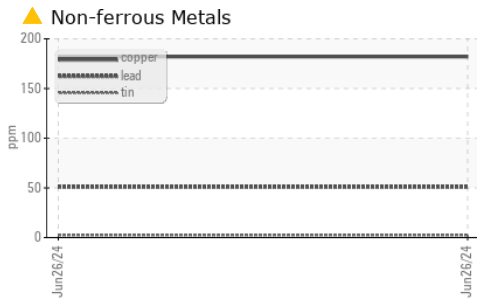 Non-ferrous Metals
200
150
100
50
0
ppm
copper
lead
tin
Jun26/24
Jun26/24